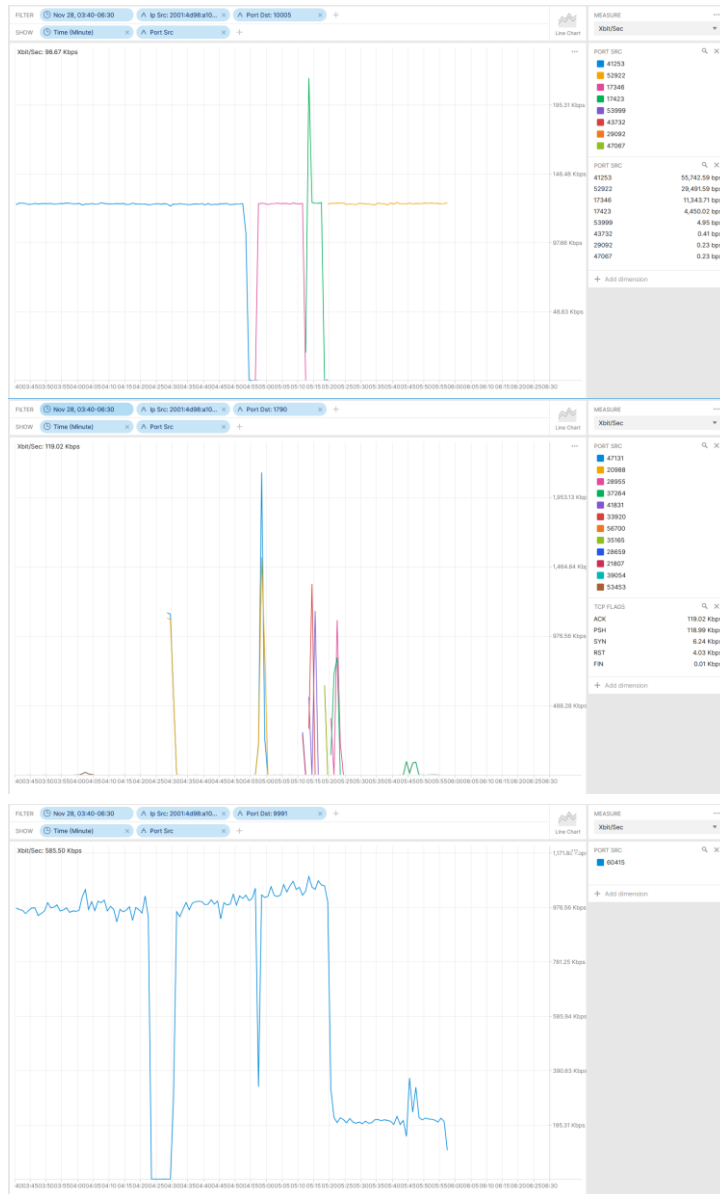 FILTER Nov 28, 03:40-06:30 × Ip Src: 2001:4d98:a10... × Port Dst: 10005 × +
SHOW Time (Minute) × Port Src × +
Line Chart
Xbit/Sec: 96.67 Kbps
195.31 Kbps
146.48 Kbps
97.66 Kbps
48.83 Kbps
MEASURE
Xbit/Sec
PORT SRC
41253
52922
17346
17423
53999
43732
29092
47067
PORT SRC
41253 55,742.59 bps
52922 29,491.59 bps
17346 11,343.71 bps
17423 4,450.02 bps
53999 4.95 bps
43732 0.41 bps
29092 0.23 bps
47067 0.23 bps
+ Add dimension
FILTER Nov 28, 03:40-06:30 × Ip Src: 2001:4d98:a10... × Port Dst: 1790 × +
SHOW Time (Minute) × Port Src × +
Line Chart
Xbit/Sec: 119.02 Kbps
1,953.13 Kbps
1,464.84 Kbps
976.56 Kbps
488.28 Kbps
MEASURE
Xbit/Sec
PORT SRC
47131
20988
28955
37264
41831
33920
56700
35165
28659
21807
39054
53453
TCP FLAGS
ACK 119.02 Kbps
PSH 118.99 Kbps
SYN 6.24 Kbps
RST 4.03 Kbps
FIN 0.01 Kbps
+ Add dimension
FILTER Nov 28, 03:40-06:30 × Ip Src: 2001:4d98:a10... × Port Dst: 9991 × +
SHOW Time (Minute) × Port Src × +
Line Chart
Xbit/Sec: 585.50 Kbps
976.56 Kbps
781.25 Kbps
585.94 Kbps
390.63 Kbps
195.31 Kbps
MEASURE
Xbit/Sec
PORT SRC
60415
+ Add dimension